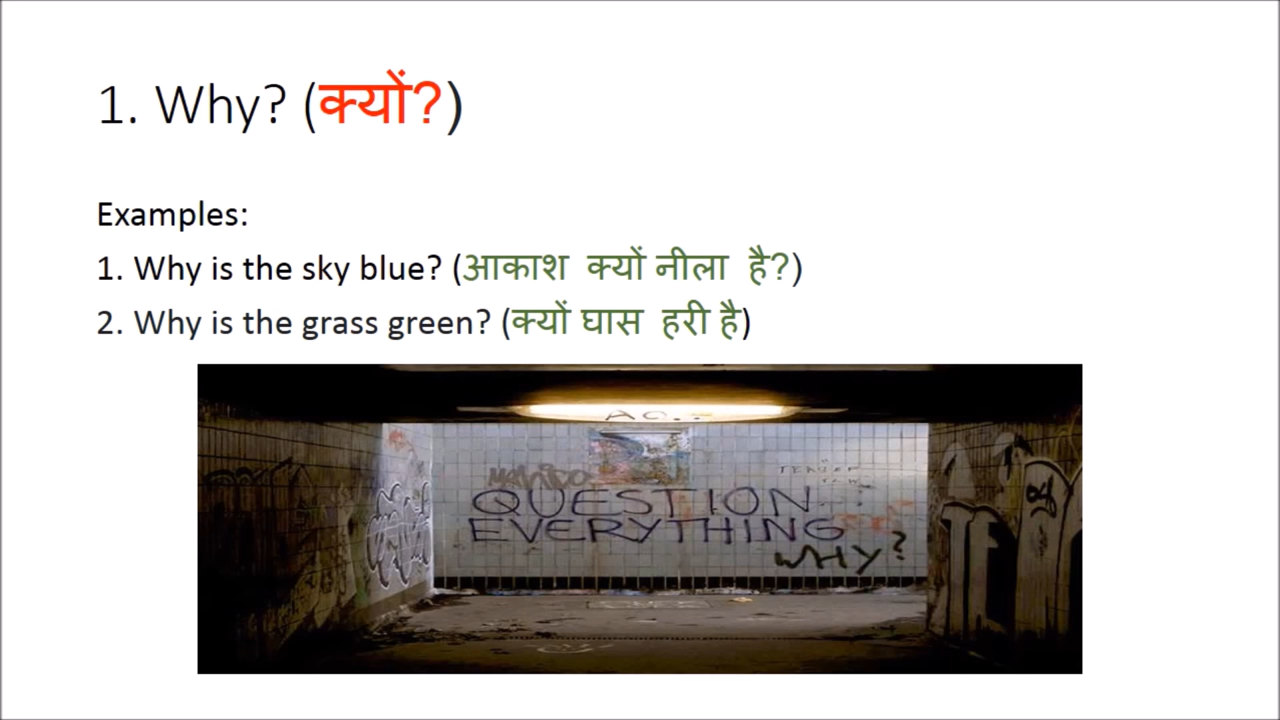 1. Why? (क्यों?)
Examples:
1. Why is the sky blue? (आकाश क्यों नीला है?)
2. Why is the grass green? (क्यों घास हरी है)
QUESTION
EVERYTHING
WHY?